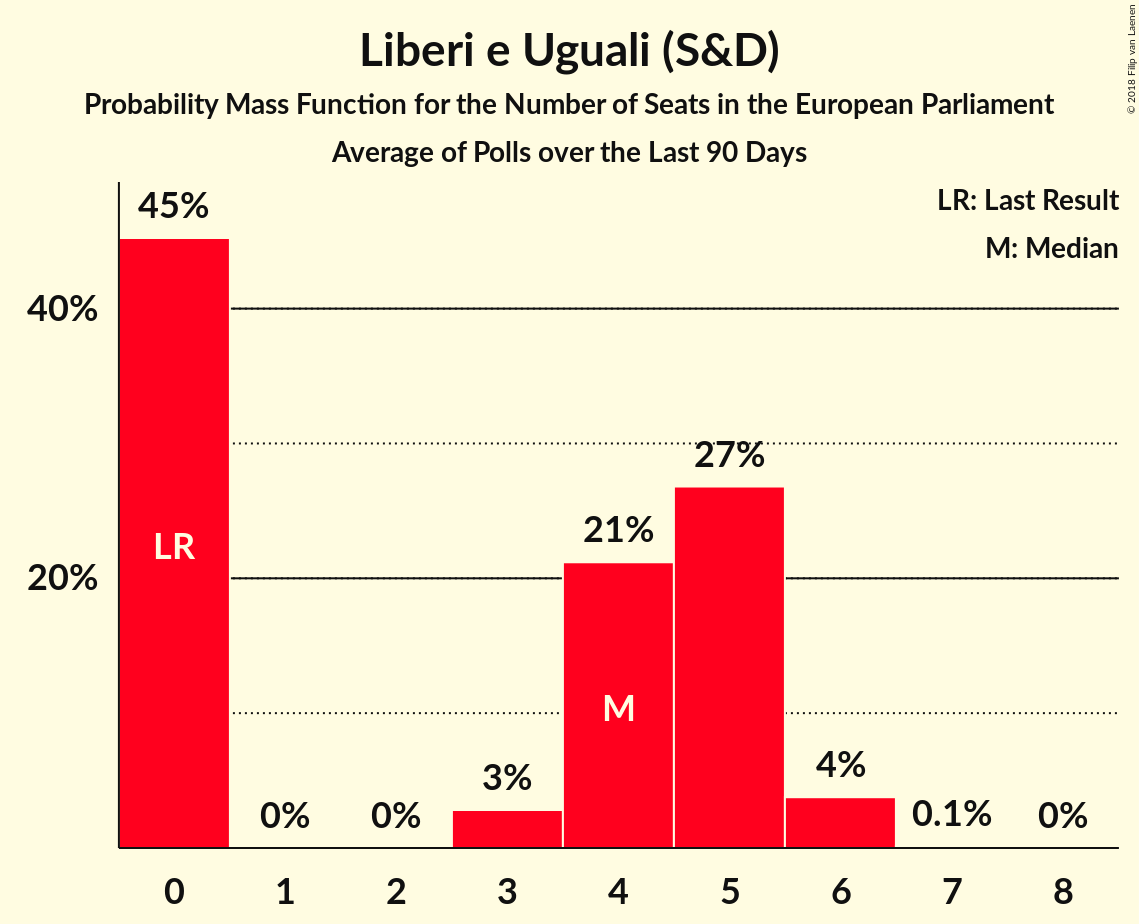 Liberi e Uguali (S&D)
Probability Mass Function for the Number of Seats in the European Parliament
Average of Polls over the Last 90 Days
© 2018 Filip van Laenen
LR: Last Result
M: Median
45%
40%
27%
21%
20%
LR
M
3%
4%
0%
0%
0.1%
0%
0 1 2 3 4 5 6 7 8